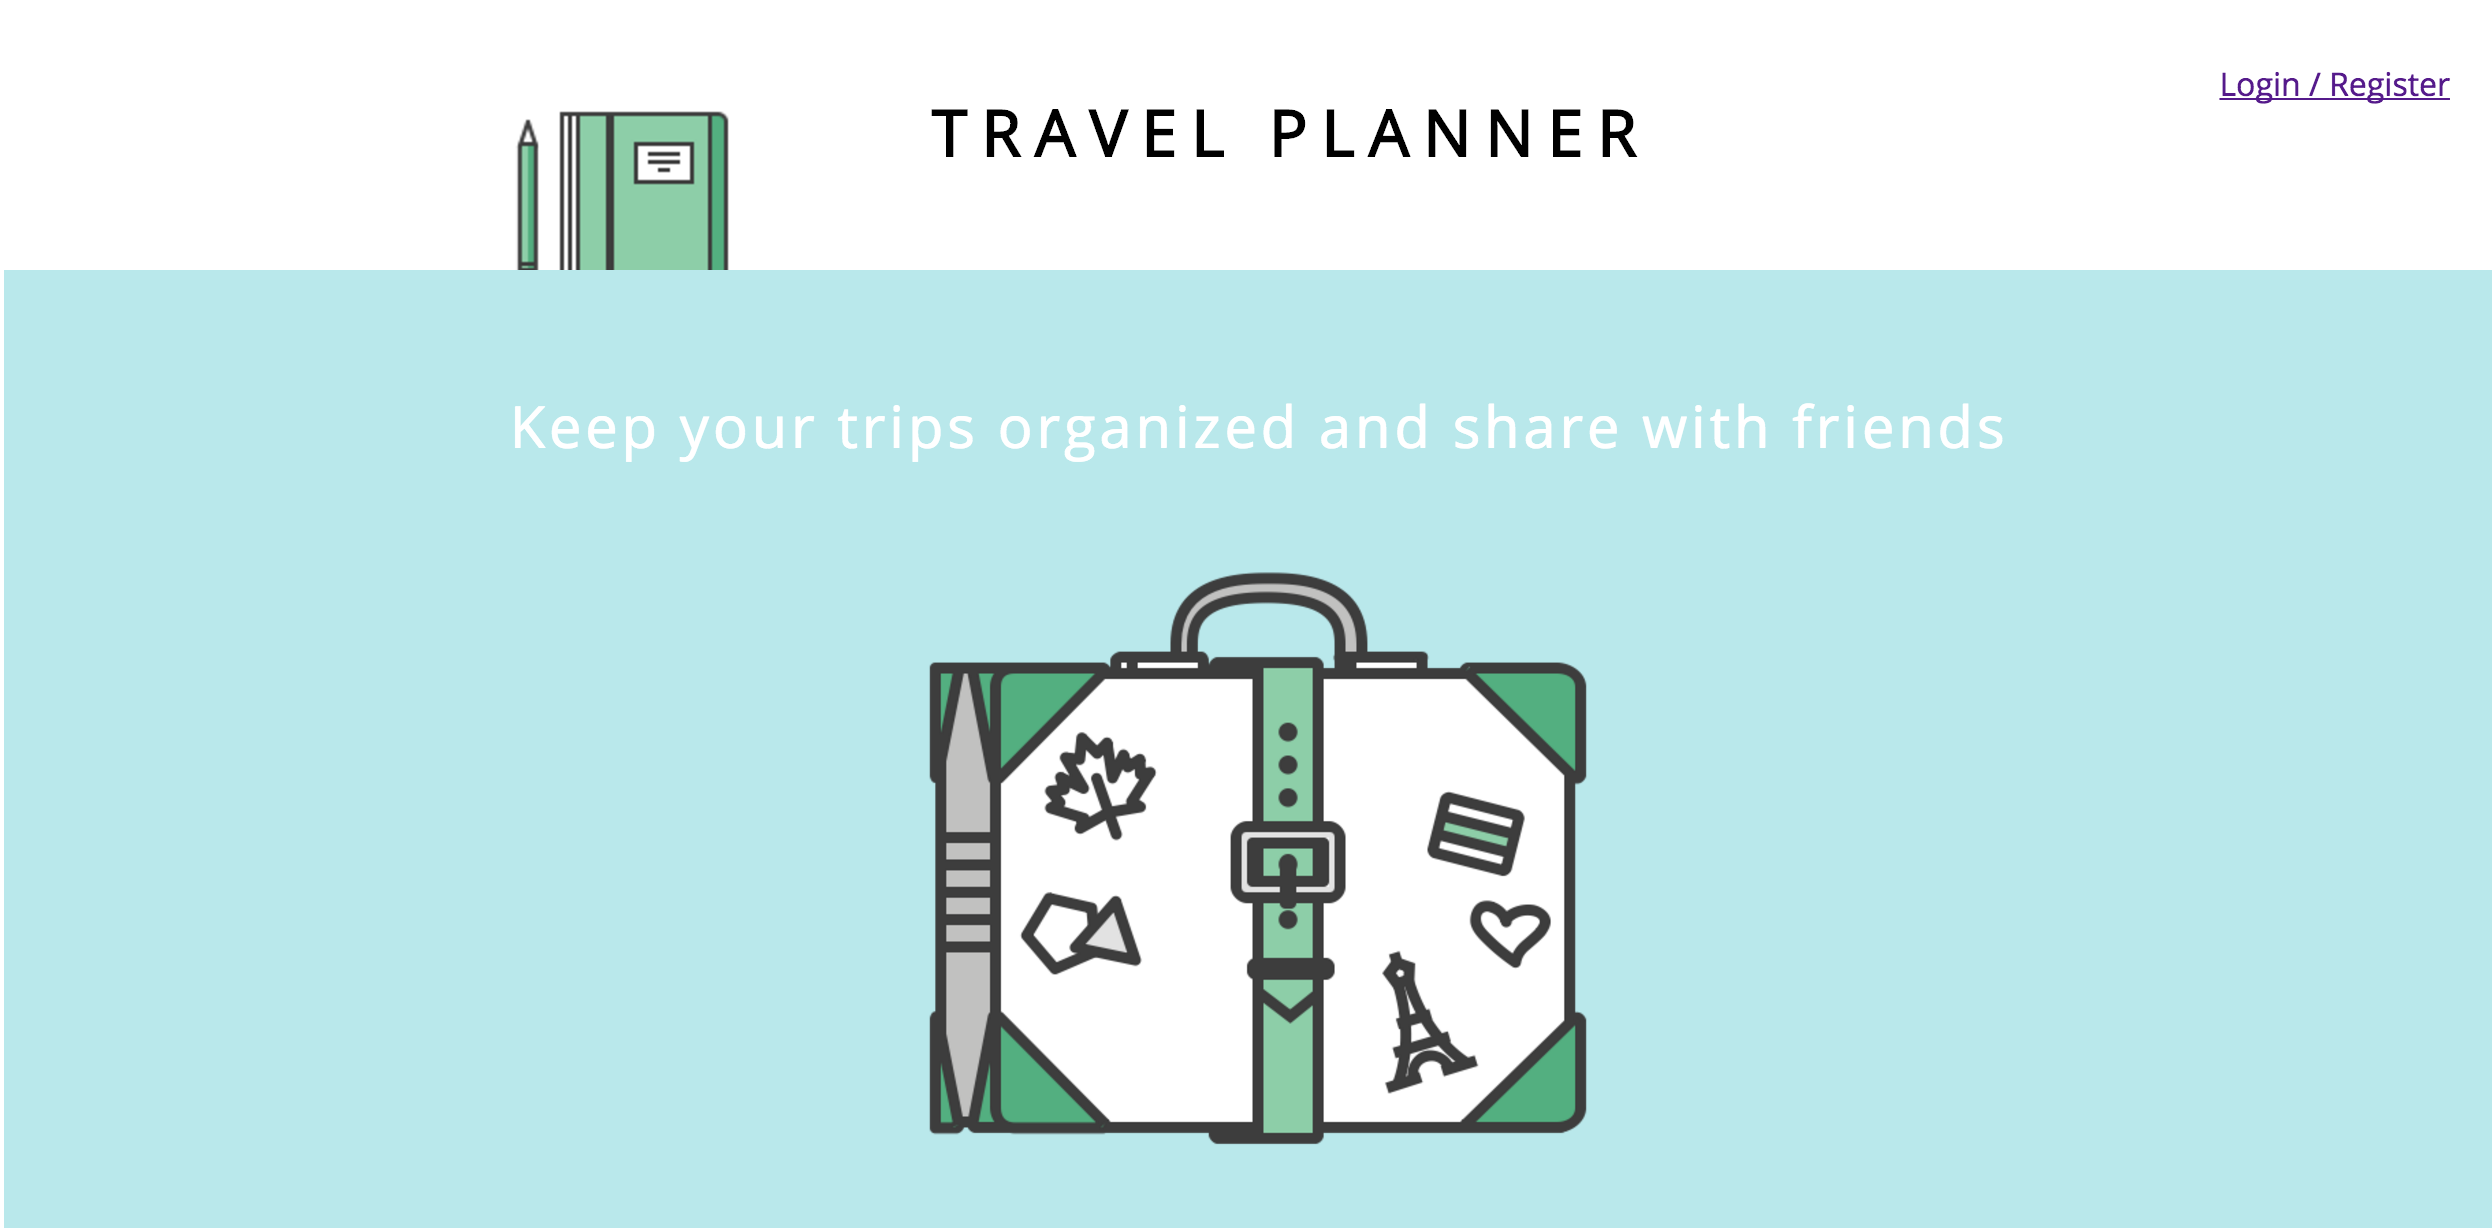 Login / Register
TRAVEL PLANNER
Keep your trips organized and share with friends